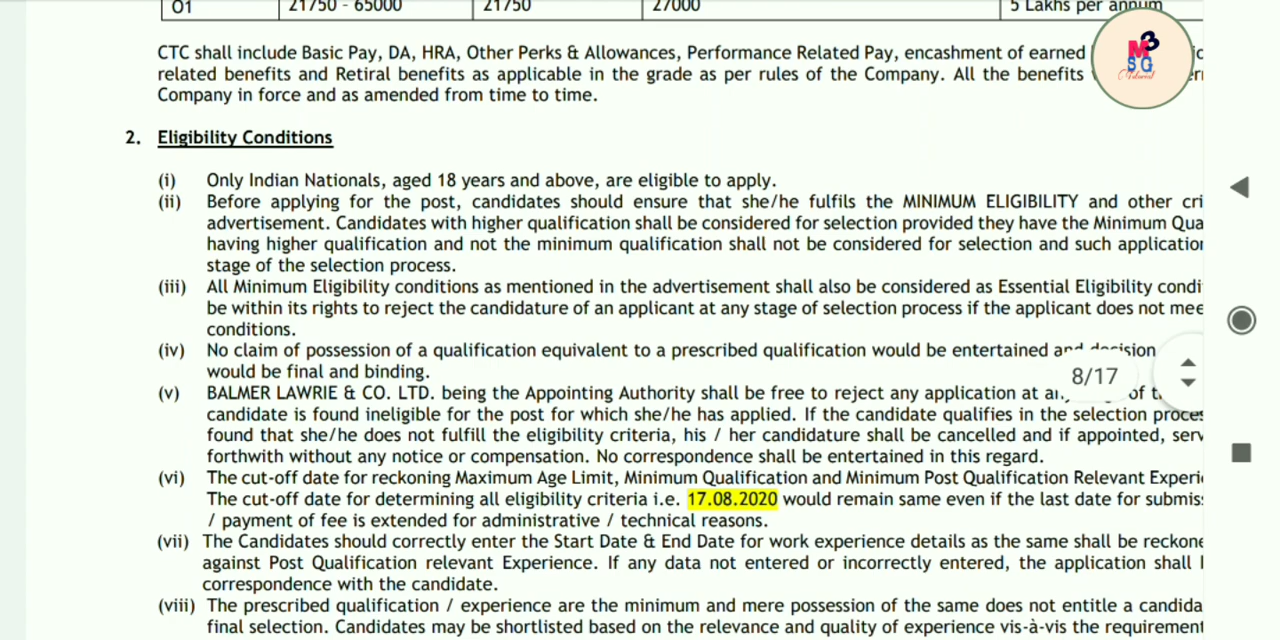 01 21750 - 65000 21750 27000 5 Lakhs per annum
CTC shall include Basic Pay, DA, HRA, Other Perks & Allowances, Performance Related Pay, encashment of earned
related benefits and Retiral benefits as applicable in the grade as per rules of the Company. All the benefits
Company in force and as amended from time to time.
M3
SG
2. Eligibility Conditions
(i) Only Indian Nationals, aged 18 years and above, are eligible to apply.
(ii) Before applying for the post, candidates should ensure that she/he fulfils the MINIMUM ELIGIBILITY and other cri
advertisement. Candidates with higher qualification shall be considered for selection provided they have the Minimum Qua
having higher qualification and not the minimum qualification shall not be considered for selection and such application
stage of the selection process.
(iii) All Minimum Eligibility conditions as mentioned in the advertisement shall also be considered as Essential Eligibility condi
be within its rights to reject the candidature of an applicant at any stage of selection process if the applicant does not mee
conditions.
(iv) No claim of possession of a qualification equivalent to a prescribed qualification would be entertained and decision
would be final and binding.
8/17
(v) BALMER LAWRIE & CO. LTD. being the Appointing Authority shall be free to reject any application at of
candidate is found ineligible for the post for which she/he has applied. If the candidate qualifies in the selection proces
found that she/he does not fulfill the eligibility criteria, his / her candidature shall be cancelled and if appointed, serv
forthwith without any notice or compensation. No correspondence shall be entertained in this regard.
(vi) The cut-off date for reckoning Maximum Age Limit, Minimum Qualification and Minimum Post Qualification Relevant Experi
The cut-off date for determining all eligibility criteria i.e. 17.08.2020 would remain same even if the last date for submis
/ payment of fee is extended for administrative / technical reasons.
(vii) The Candidates should correctly enter the Start Date & End Date for work experience details as the same shall be reckone
against Post Qualification relevant Experience. If any data not entered or incorrectly entered, the application shall
correspondence with the candidate.
(viii) The prescribed qualification / experience are the minimum and mere possession of the same does not entitle a candida
final selection. Candidates may be shortlisted based on the relevance and quality of experience vis-à-vis the requirement